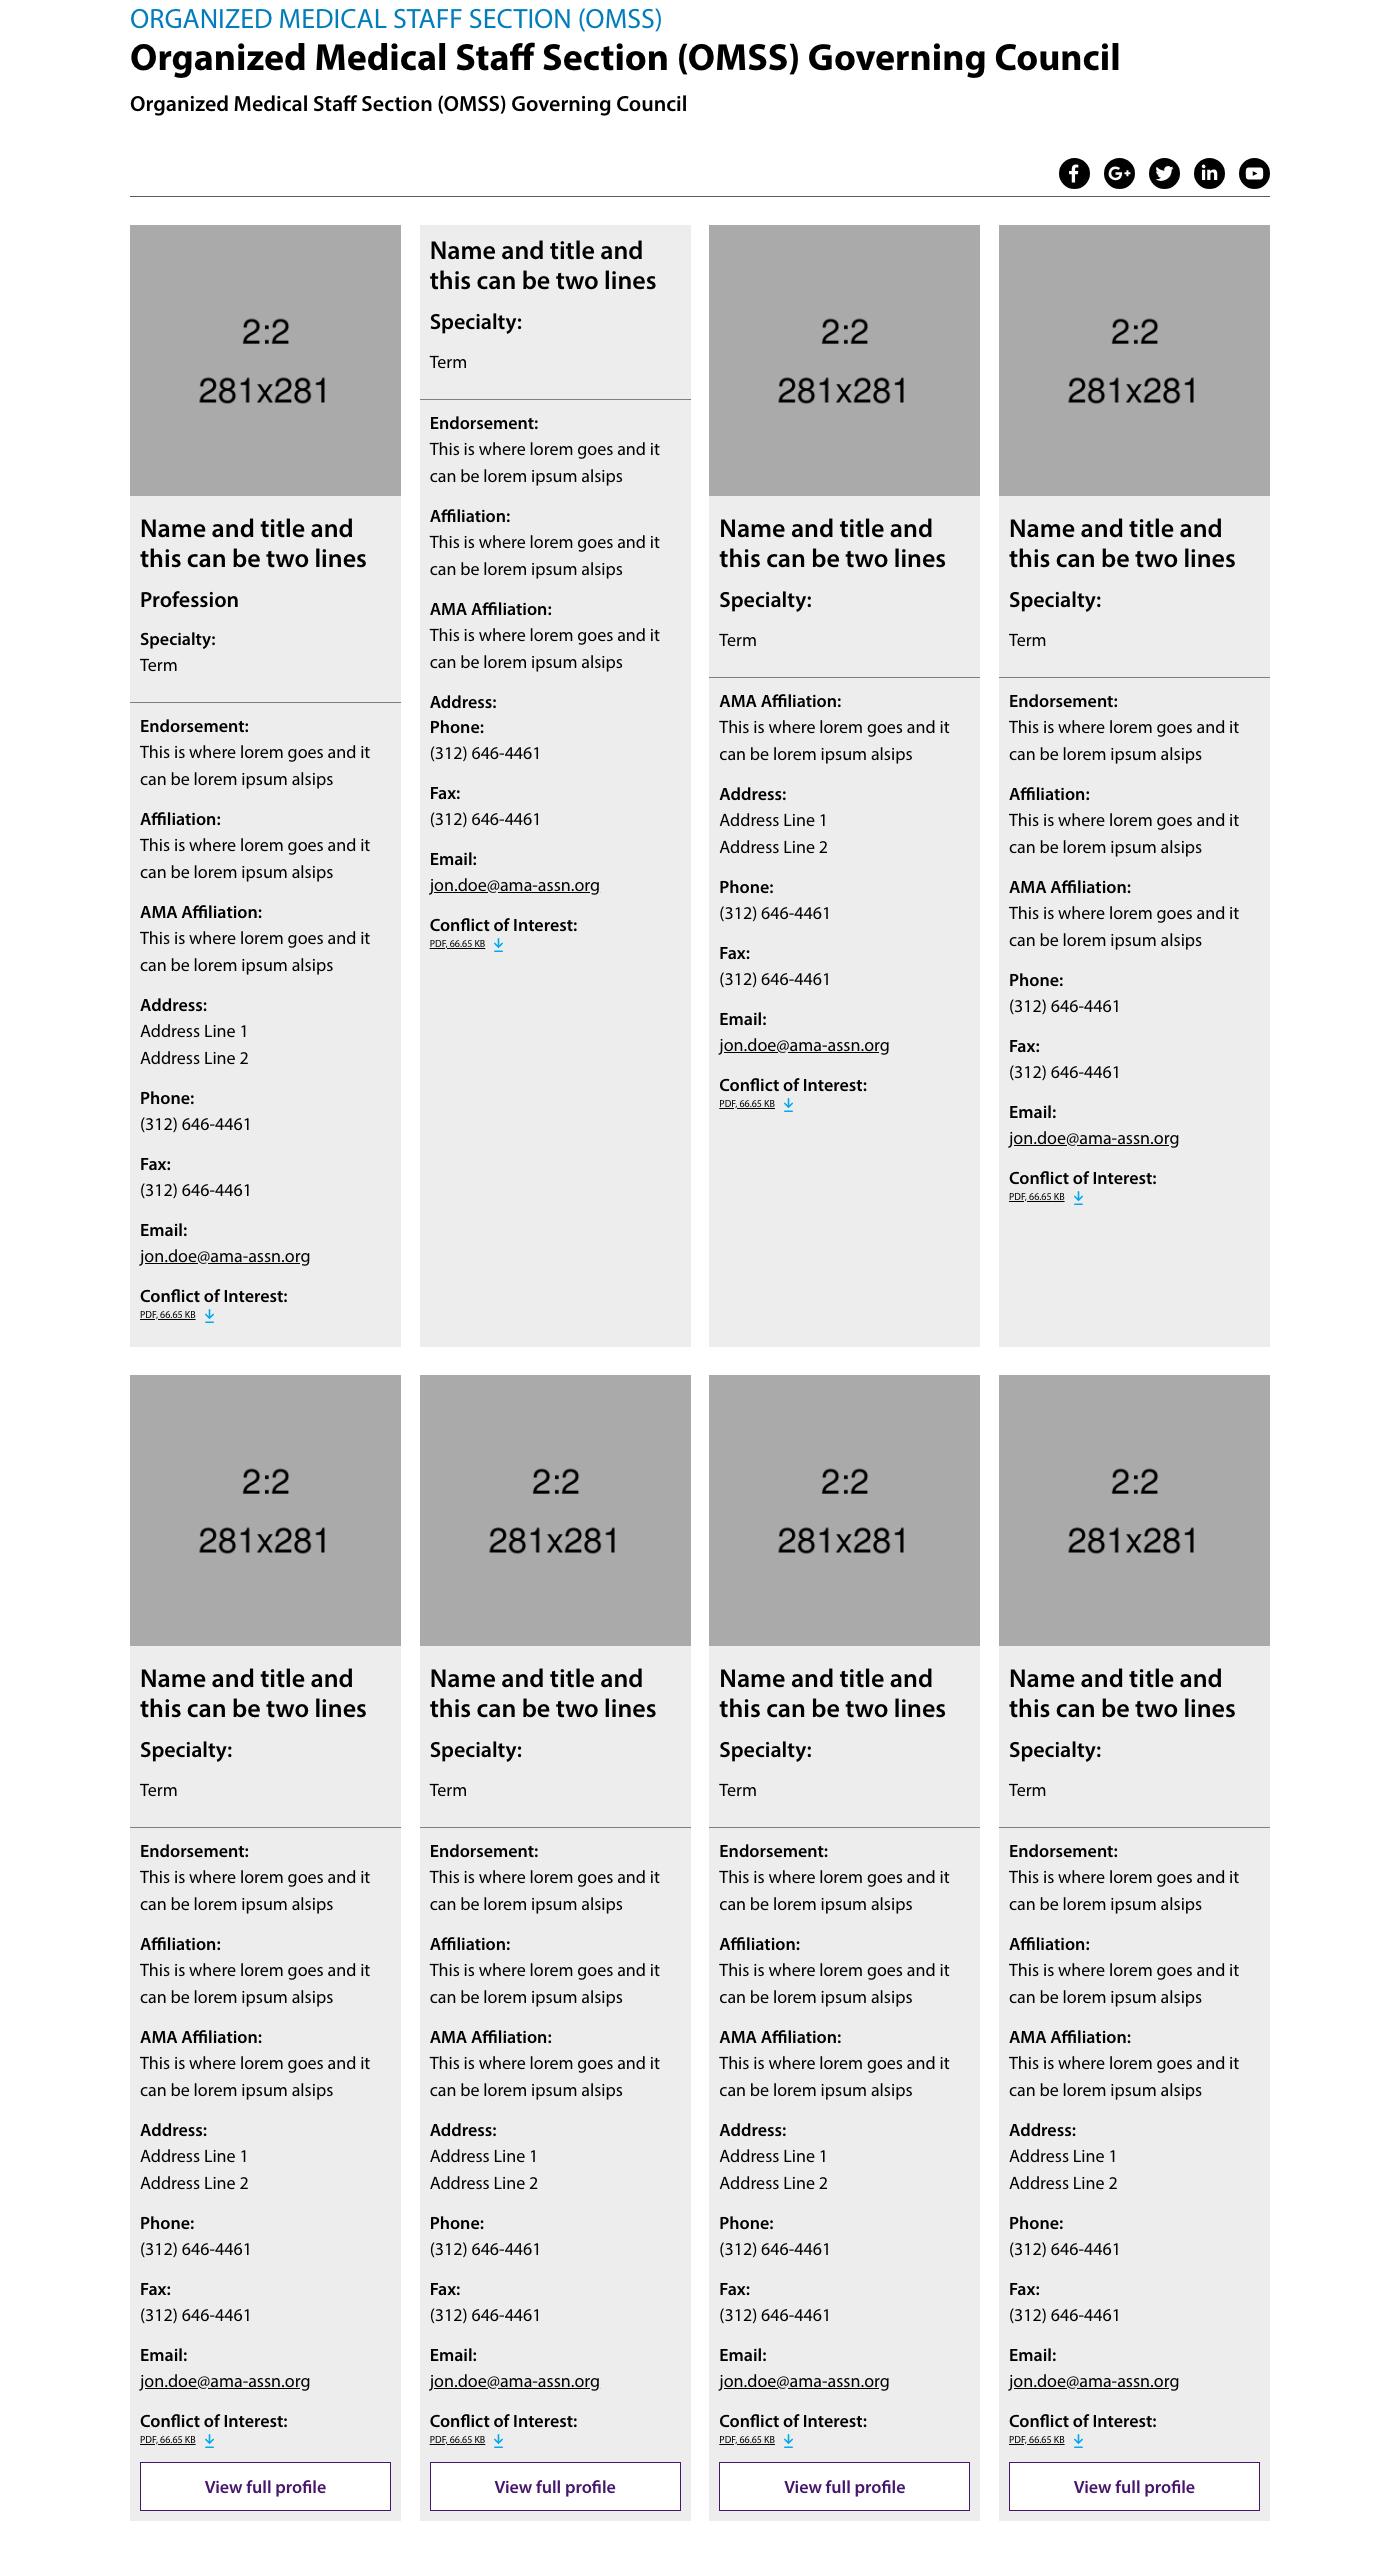 ORGANIZED MEDICAL STAFF SECTION (OMSS)
Organized Medical Staff Section (OMSS) Governing Council
Organized Medical Staff Section (OMSS) Governing Council
2:2
281x281
Name and title and
this can be two lines
Profession
Specialty:
Term
Endorsement:
This is where lorem goes and it
can be lorem ipsum alsips
Affiliation:
This is where lorem goes and it
can be lorem ipsum alsips
AMA Affiliation:
This is where lorem goes and it
can be lorem ipsum alsips
Address:
Address Line 1
Address Line 2
Phone:
(312) 646-4461
Fax:
(312) 646-4461
Email:
jon.doe@ama-assn.org
Conflict of Interest:
PDF, 66.65 KB
Name and title and
this can be two lines
Specialty:
Term
Endorsement:
This is where lorem goes and it
can be lorem ipsum alsips
Affiliation:
This is where lorem goes and it
can be lorem ipsum alsips
AMA Affiliation:
This is where lorem goes and it
can be lorem ipsum alsips
Address:
Phone:
(312) 646-4461
Fax:
(312) 646-4461
Email:
jon.doe@ama-assn.org
Conflict of Interest:
PDF, 66.65 KB
2:2
281x281
Name and title and
this can be two lines
Specialty:
Term
AMA Affiliation:
This is where lorem goes and it
can be lorem ipsum alsips
Address:
Address Line 1
Address Line 2
Phone:
(312) 646-4461
Fax:
(312) 646-4461
Email:
jon.doe@ama-assn.org
Conflict of Interest:
PDF, 66.65 KB
2:2
281x281
Name and title and
this can be two lines
Specialty:
Term
Endorsement:
This is where lorem goes and it
can be lorem ipsum alsips
Affiliation:
This is where lorem goes and it
can be lorem ipsum alsips
AMA Affiliation:
This is where lorem goes and it
can be lorem ipsum alsips
Phone:
(312) 646-4461
Fax:
(312) 646-4461
Email:
jon.doe@ama-assn.org
Conflict of Interest:
PDF, 66.65 KB
2:2
281x281
Name and title and
this can be two lines
Specialty:
Term
Endorsement:
This is where lorem goes and it
can be lorem ipsum alsips
Affiliation:
This is where lorem goes and it
can be lorem ipsum alsips
AMA Affiliation:
This is where lorem goes and it
can be lorem ipsum alsips
Address:
Address Line 1
Address Line 2
Phone:
(312) 646-4461
Fax:
(312) 646-4461
Email:
jon.doe@ama-assn.org
Conflict of Interest:
PDF, 66.65 KB
View full profile
2:2
281x281
Name and title and
this can be two lines
Specialty:
Term
Endorsement:
This is where lorem goes and it
can be lorem ipsum alsips
Affiliation:
This is where lorem goes and it
can be lorem ipsum alsips
AMA Affiliation:
This is where lorem goes and it
can be lorem ipsum alsips
Address:
Address Line 1
Address Line 2
Phone:
(312) 646-4461
Fax:
(312) 646-4461
Email:
jon.doe@ama-assn.org
Conflict of Interest:
PDF, 66.65 KB
View full profile
2:2
281x281
Name and title and
this can be two lines
Specialty:
Term
Endorsement:
This is where lorem goes and it
can be lorem ipsum alsips
Affiliation:
This is where lorem goes and it
can be lorem ipsum alsips
AMA Affiliation:
This is where lorem goes and it
can be lorem ipsum alsips
Address:
Address Line 1
Address Line 2
Phone:
(312) 646-4461
Fax:
(312) 646-4461
Email:
jon.doe@ama-assn.org
Conflict of Interest:
PDF, 66.65 KB
View full profile
2:2
281x281
Name and title and
this can be two lines
Specialty:
Term
Endorsement:
This is where lorem goes and it
can be lorem ipsum alsips
Affiliation:
This is where lorem goes and it
can be lorem ipsum alsips
AMA Affiliation:
This is where lorem goes and it
can be lorem ipsum alsips
Address:
Address Line 1
Address Line 2
Phone:
(312) 646-4461
Fax:
(312) 646-4461
Email:
jon.doe@ama-assn.org
Conflict of Interest:
PDF, 66.65 KB
View full profile